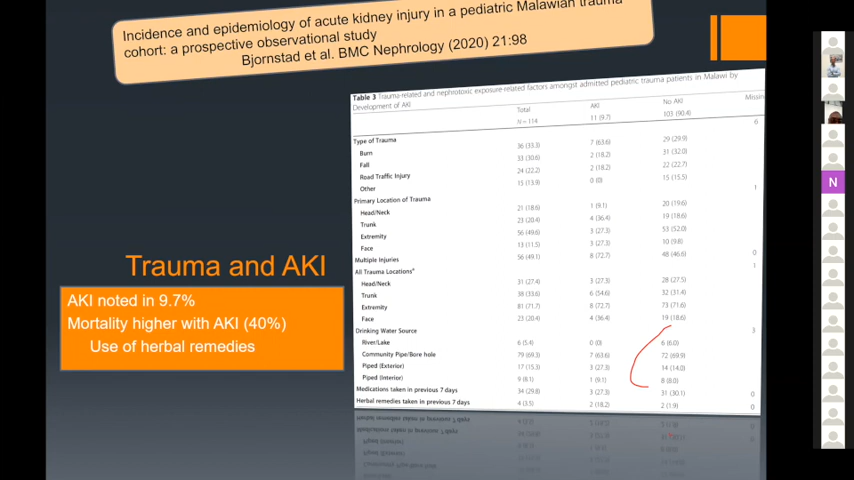 Incidence and epidemiology of acute kidney injury in a pediatric Malawian trauma
cohort: a prospective observational study
Bjornstad et al. BMC Nephrology (2020) 21:98
Trauma and AKI
AKI noted in 9.7%
Mortality higher with AKI (40%)
Use of herbal remedies
Table 3 Trauma-related and nephrotoxic exposure-related factors amongst admitted pediatric trauma patients in Malawi by
Development of AKI
Total AKI No AKI Missin
N = 114 11 (9.7) 103 (90.4)
Type of Trauma 6
Burn 36 (33.3) 7 (63.6) 29 (29.9)
Fall 33 (30.6) 2 (18.2) 31 (32.0)
Road Traffic Injury 24 (22.2) 2 (18.2) 22 (22.7)
Other 15 (13.9) 0 (0) 15 (15.5)
Primary Location of Trauma 1
Head/Neck 21 (18.6) 1 (9.1) 20 (19.6)
Trunk 23 (20.4) 4 (36.4) 19 (18.6)
Extremity 56 (49.6) 3 (27.3) 53 (52.0)
Face 13 (11.5) 3 (27.3) 10 (9.8)
Multiple Injuries 56 (49.1) 8 (72.7) 48 (46.6) 0
All Trauma Locations 1
Head/Neck 31 (27.4) 3 (27.3) 28 (27.5)
Trunk 38 (33.6) 6 (54.6) 32 (31.4)
Extremity 81 (71.7) 8 (72.7) 73 (71.6)
Face 23 (20.4) 4 (36.4) 19 (18.6)
Drinking Water Source 3
River/Lake 6 (5.4) 0 (0) 6 (6.0)
Community Pipe/Bore hole 79 (69.3) 7 (63.6) 72 (69.9)
Piped (Exterior) 17 (15.3) 3 (27.3) 14 (14.0)
Piped (Interior) 9 (8.1) 1 (9.1) 8 (8.0)
Medications taken in previous 7 days 34 (29.8) 3 (27.3) 31 (30.1) 0
Herbal remedies taken in previous 7 days 4 (3.5) 2 (18.2) 2 (1.9) 0
N